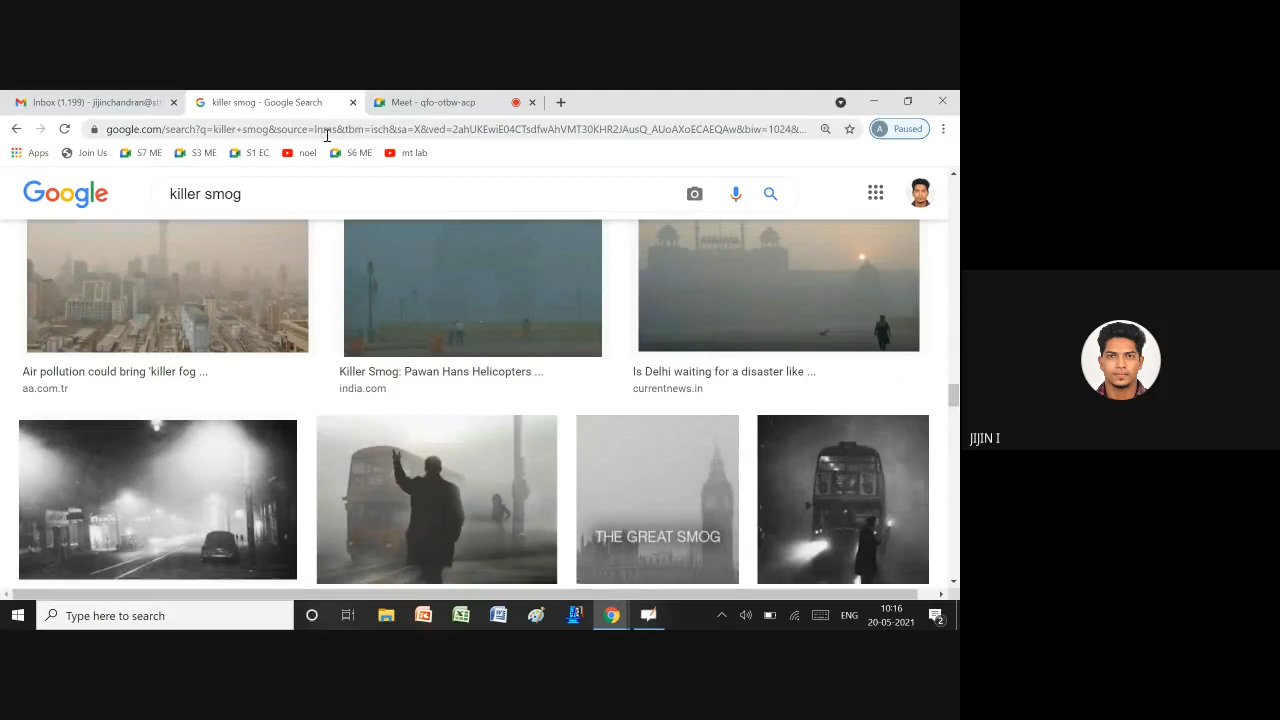 Inbox (1.199) - jijinchandran@st
killer smog - Google Search
Meet - qfo-otbw-acp
google.com/search?q=killer+smog&source=lnms&tbm=isch&sa=X&ved=2ahUKEwiE04CTsdfwAhVMT30KHR2JAusQ_AUoAXoECAEQAw&biw=1024&...
A
Paused
Apps
Join Us
S7 ME
S3 ME
S1 EC
noel
S6 ME
mt lab
Google
killer smog
Air pollution could bring 'killer fog ...
aa.com.tr
Killer Smog: Pawan Hans Helicopters ...
india.com
Is Delhi waiting for a disaster like ...
currentnews.in
THE GREAT SMOG
JIJIN I
Type here to search
ENG
10:16
20-05-2021
2